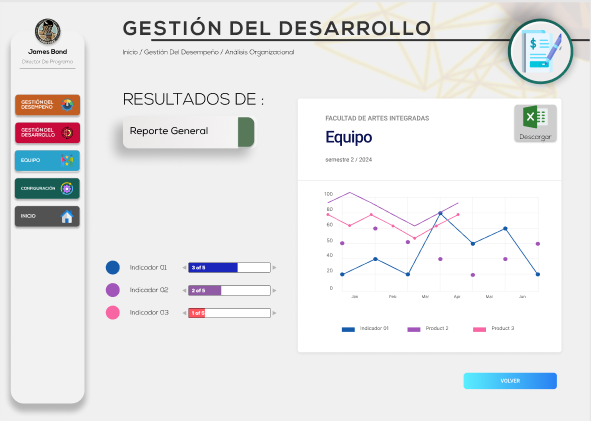 GESTIÓN DEL DESARROLLO
Inicio / Gestión Del Desempeño / Análisis Organizacional
James Bond
Director De Programa
GESTIÓN DEL
DESEMPEÑO
GESTIÓN DEL
DESARROLLO
EQUIPO
CONFIGURACIÓN
INICIO
RESULTADOS DE :
Reporte General
Indicador 01
3 of 5
Indicador 02
2 of 5
Indicador 03
1 of 5
FACULTAD DE ARTES INTEGRADAS
Equipo
semestre 2 / 2024
Descargar
100
80
60
50
40
20
0
Jan Feb Mar Apr Mai Jun
Indicador 01 Product 2 Product 3
VOLVER